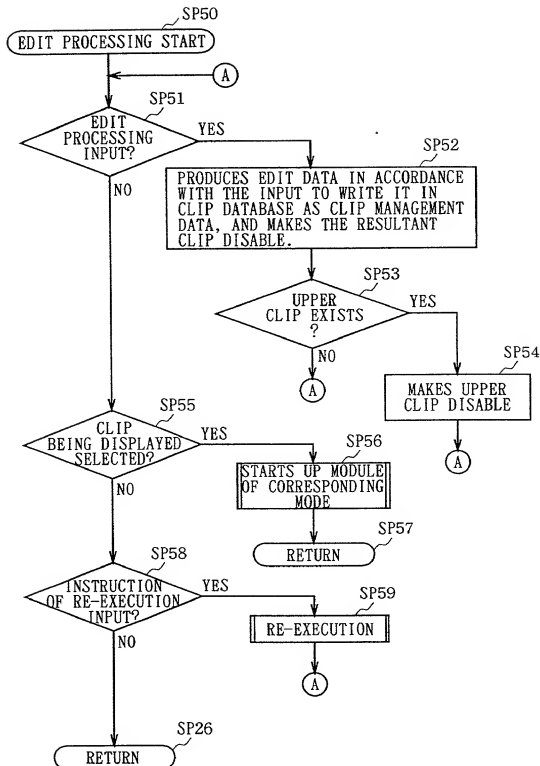 SP50
EDIT PROCESSING START
A
SP51
EDIT
PROCESSING
INPUT?
YES
NO
SP52
PRODUCES EDIT DATA IN ACCORDANCE
WITH THE INPUT TO WRITE IT IN
CLIP DATABASE AS CLIP MANAGEMENT
DATA, AND MAKES THE RESULTANT
CLIP DISABLE.
SP53
UPPER
CLIP EXISTS
?
YES
NO
A
SP54
MAKES UPPER
CLIP DISABLE
A
SP55
CLIP
BEING DISPLAYED
SELECTED?
YES
NO
SP56
STARTS UP MODULE
OF CORRESPONDING
MODE
SP57
RETURN
SP58
INSTRUCTION
OF RE-EXECUTION
INPUT?
YES
NO
SP59
RE-EXECUTION
A
SP26
RETURN